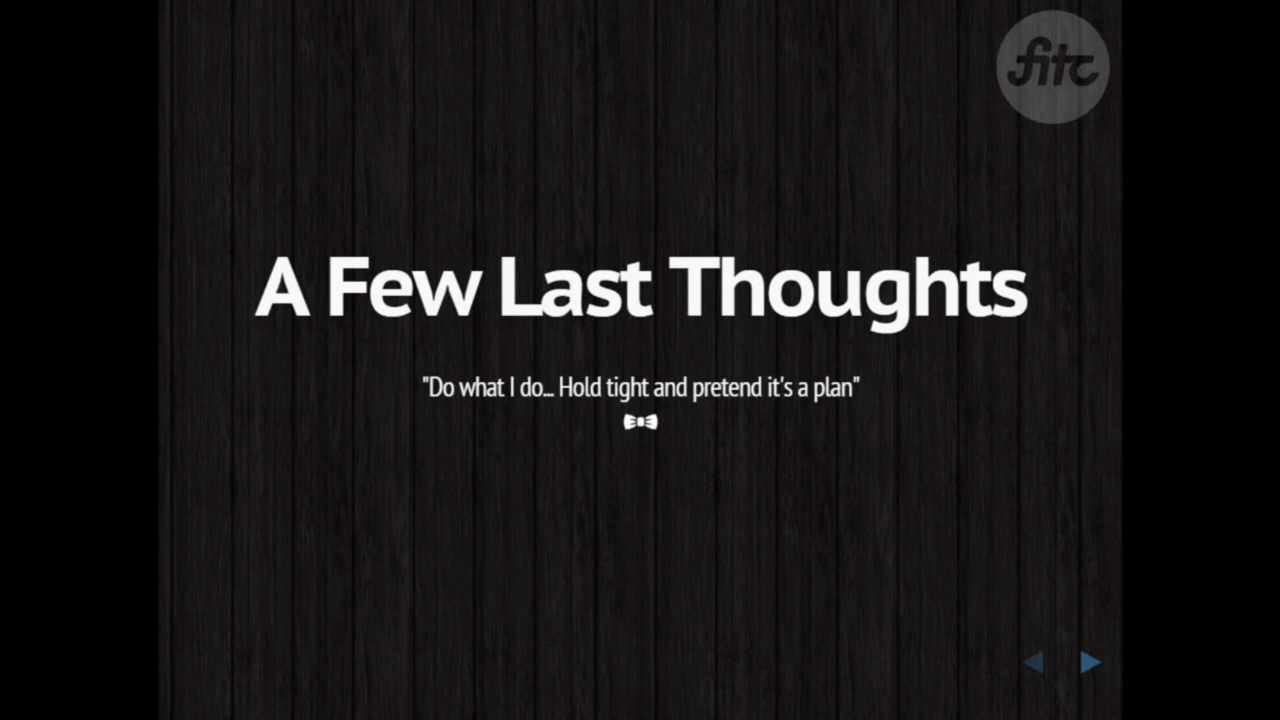 fitc
A Few Last Thoughts
"Do what I do... Hold tight and pretend it's a plan"